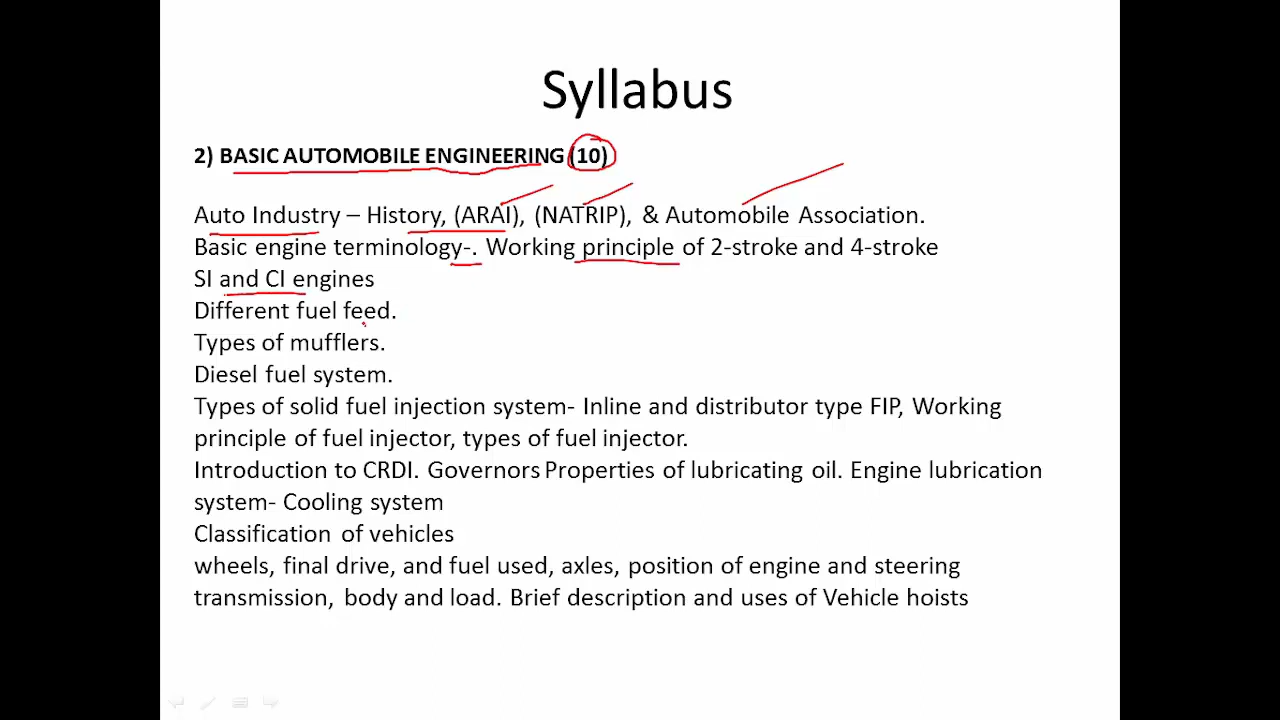 Syllabus
2) BASIC AUTOMOBILE ENGINEERING (10)
Auto Industry – History, (ARAI), (NATRIP), & Automobile Association.
Basic engine terminology-. Working principle of 2-stroke and 4-stroke
SI and CI engines
Different fuel feed.
Types of mufflers.
Diesel fuel system.
Types of solid fuel injection system- Inline and distributor type FIP, Working
principle of fuel injector, types of fuel injector.
Introduction to CRDI. Governors Properties of lubricating oil. Engine lubrication
system- Cooling system
Classification of vehicles
wheels, final drive, and fuel used, axles, position of engine and steering
transmission, body and load. Brief description and uses of Vehicle hoists